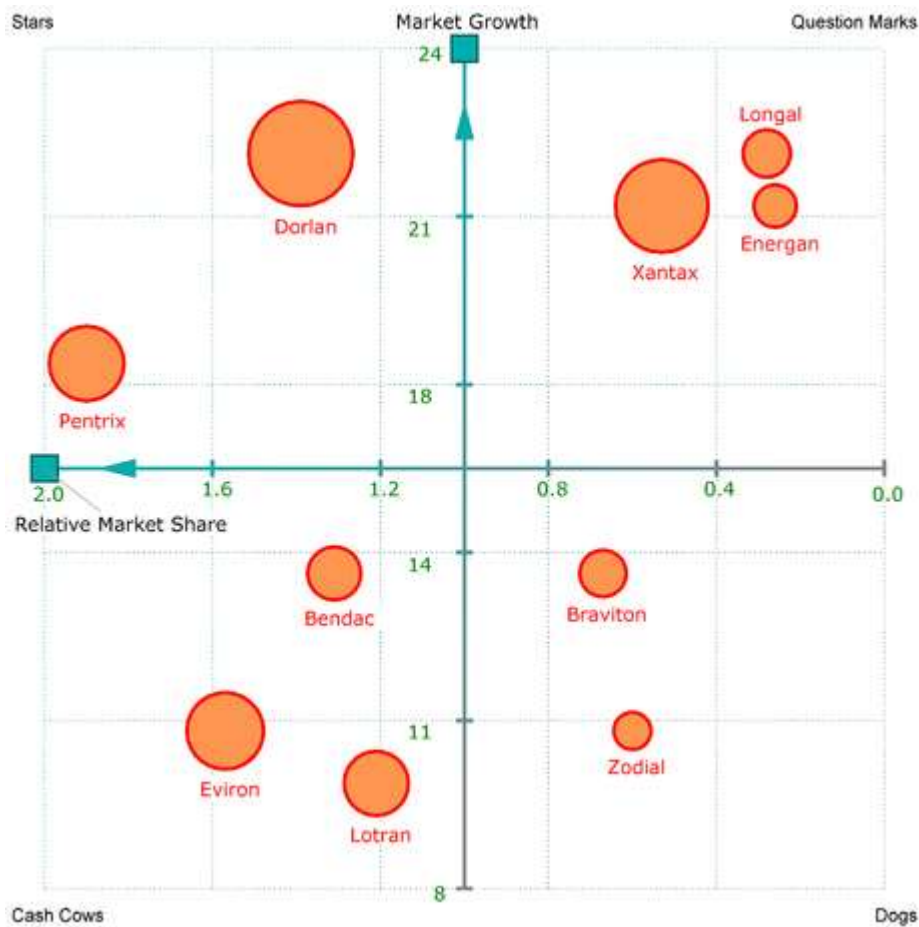 Stars
Market Growth
Question Marks
24
Longal
Dorlan
21
Energan
Xantax
18
Pentrix
2.0
1.6
1.2
0.8
0.4
0.0
Relative Market Share
14
Bendac
Braviton
11
Zodial
Eviron
Lotran
8
Cash Cows
Dogs